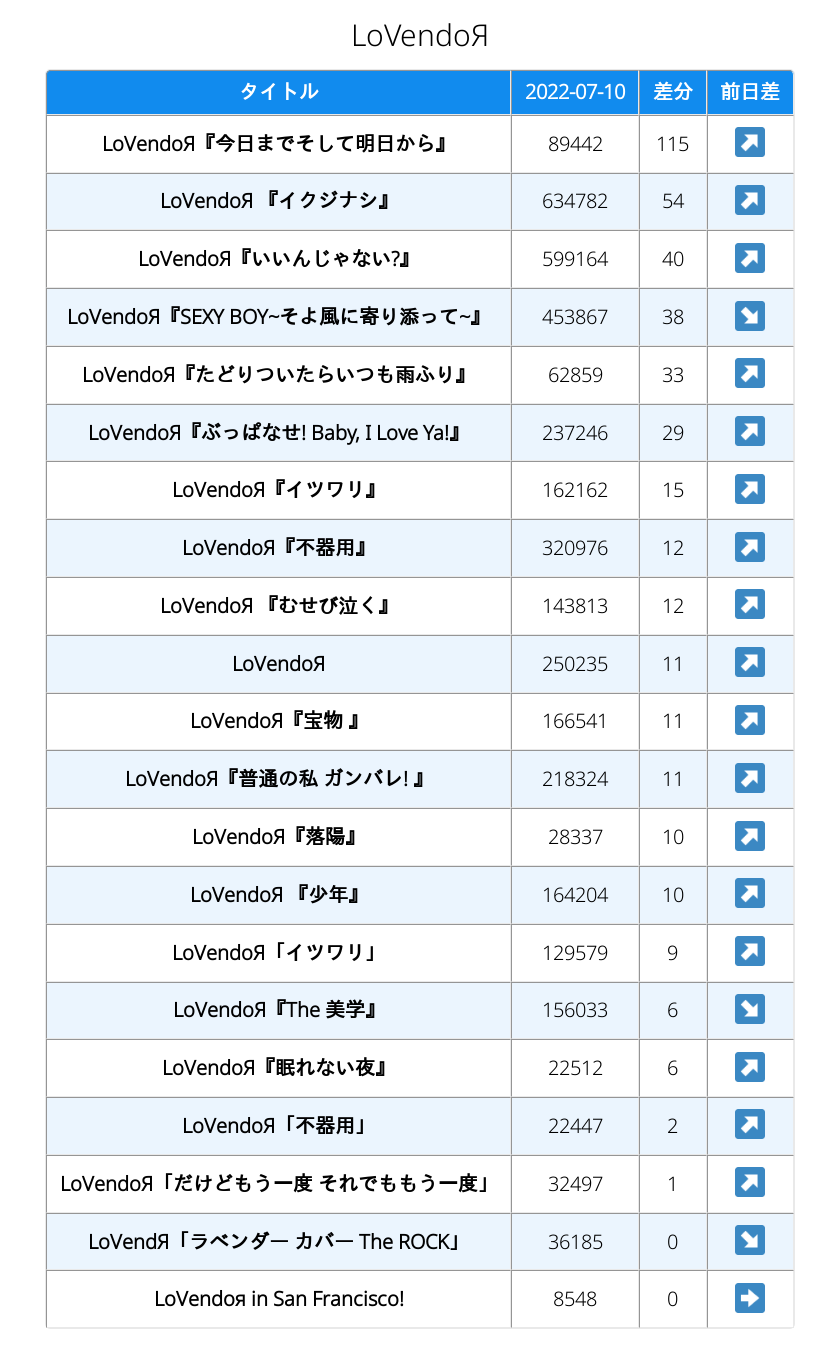 LoVendoЯ
タイトル 2022-07-10 差分 前日差
LoVendoЯ『今日までそして明日から』 89442 115 ↗
LoVendoЯ 『イクジナシ』 634782 54 ↗
LoVendoЯ『いいんじゃない?』 599164 40 ↗
LoVendoЯ『SEXY BOY~そよ風に寄り添って~』 453867 38 ↘
LoVendoЯ『たどりついたらいつも雨ふり』 62859 33 ↗
LoVendoЯ『ぶっぱなせ! Baby, I Love Ya!』 237246 29 ↗
LoVendoЯ『イツワリ』 162162 15 ↗
LoVendoЯ『不器用』 320976 12 ↗
LoVendoЯ 『むせび泣く』 143813 12 ↗
LoVendoЯ 250235 11 ↗
LoVendoЯ『宝物 』 166541 11 ↗
LoVendoЯ『普通の私 ガンバレ! 』 218324 11 ↗
LoVendoЯ『落陽』 28337 10 ↗
LoVendoЯ 『少年』 164204 10 ↗
LoVendoЯ「イツワリ」 129579 9 ↗
LoVendoЯ『The 美学』 156033 6 ↘
LoVendoЯ『眠れない夜』 22512 6 ↗
LoVendoЯ「不器用」 22447 2 ↗
LoVendoЯ「だけどもう一度 それでももう一度」 32497 1 ↗
LoVendЯ「ラベンダー カバー The ROCK」 36185 0 ↘
LoVendoя in San Francisco! 8548 0 →